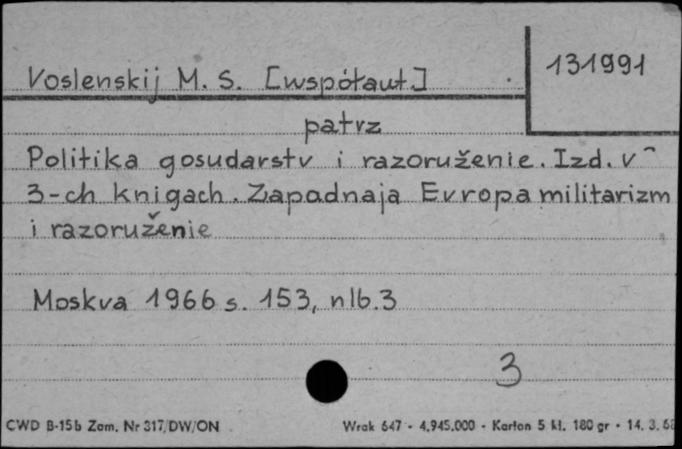 131991
Voslenskij M. S. [współaut.]
patrz
Politika gosudarstv i razoruženie. Izd. v
3-ch knigach. Zapadnaja Evropa militarizm
i razoruženie
Moskva 1966 s. 153, nlb. 3
3
CWD B-15b Zam. Nr 317/DW/ON Wrak 647 - 4.945.000 - Karton 5 kl. 180 gr - 14. 3. 68